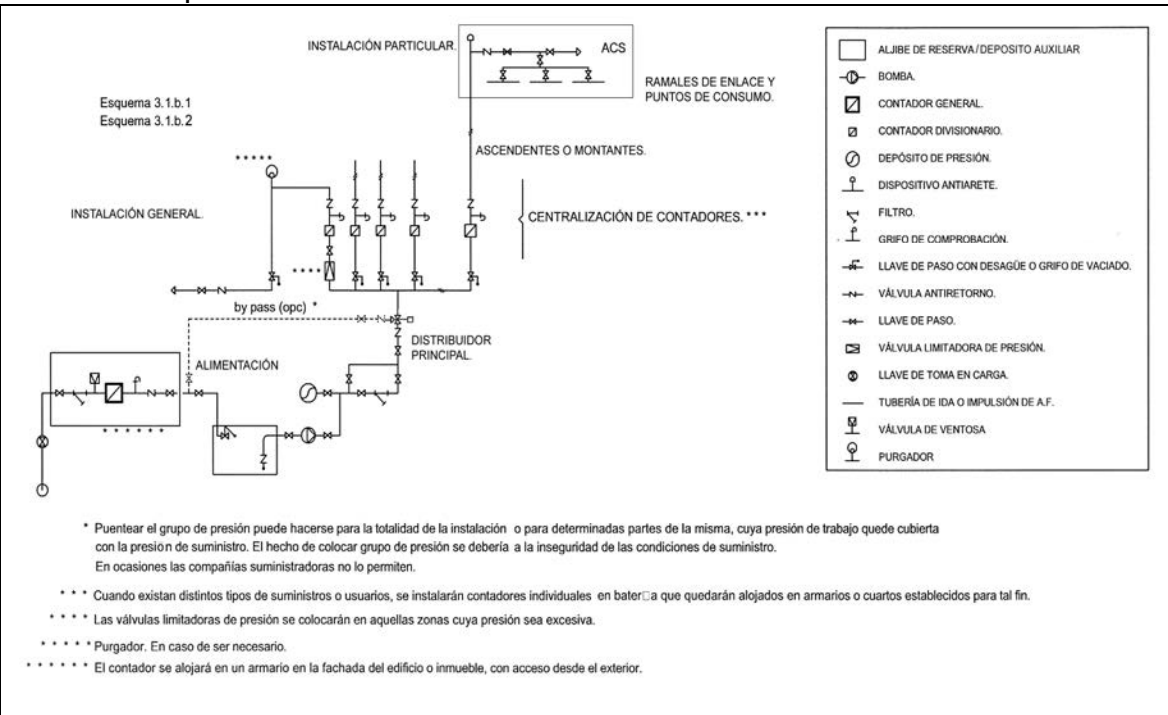 INSTALACIÓN PARTICULAR.
ACS
RAMALES DE ENLACE Y
PUNTOS DE CONSUMO.
Esquema 3.1.b.1
Esquema 3.1.b.2
ASCENDENTES O MONTANTES.
* * * * *
INSTALACIÓN GENERAL.
CENTRALIZACIÓN DE CONTADORES. * * *
* * * *
by pass (opc) *
DISTRIBUIDOR
PRINCIPAL.
ALIMENTACIÓN
* * * * * *
ALJIBE DE RESERVA/DEPOSITO AUXILIAR
BOMBA.
CONTADOR GENERAL.
CONTADOR DIVISIONARIO.
DEPÓSITO DE PRESIÓN.
DISPOSITIVO ANTIARETE.
FILTRO.
GRIFO DE COMPROBACIÓN.
LLAVE DE PASO CON DESAGÜE O GRIFO DE VACIADO.
VÁLVULA ANTIRETORNO.
LLAVE DE PASO.
VÁLVULA LIMITADORA DE PRESIÓN.
LLAVE DE TOMA EN CARGA.
TUBERÍA DE IDA O IMPULSIÓN DE A.F.
VÁLVULA DE VENTOSA
PURGADOR
* Puentear el grupo de presión puede hacerse para la totalidad de la instalación o para determinadas partes de la misma, cuya presión de trabajo quede cubierta
con la presion de suministro. El hecho de colocar grupo de presión se debería a la inseguridad de las condiciones de suministro.
En ocasiones las compañías suministradoras no lo permiten.
* * * Cuando existan distintos tipos de suministros o usuarios, se instalarán contadores individuales en bater□a que quedarán alojados en armarios o cuartos establecidos para tal fin.
* * * * Las válvulas limitadoras de presión se colocarán en aquellas zonas cuya presión sea excesiva.
* * * * * Purgador. En caso de ser necesario.
* * * * * * El contador se alojará en un armario en la fachada del edificio o inmueble, con acceso desde el exterior.